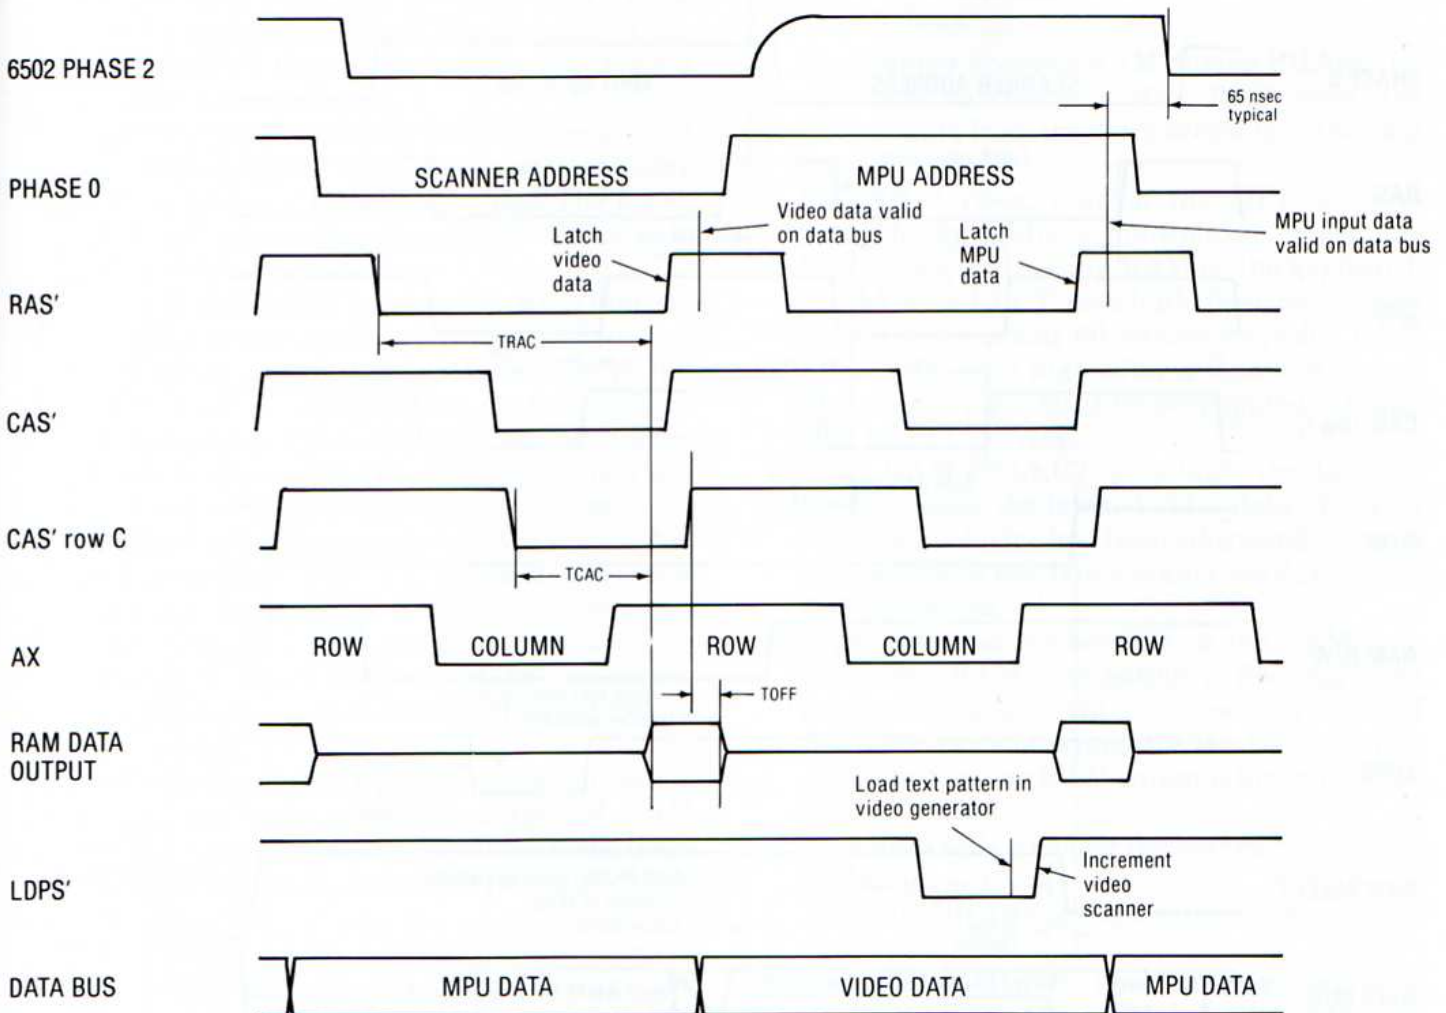 6502 PHASE 2
65 nsec
typical
PHASE 0
SCANNER ADDRESS
MPU ADDRESS
Latch
video
data
Video data valid
on data bus
Latch
MPU
data
MPU input data
valid on data bus
RAS'
TRAC
CAS'
CAS' row C
TCAC
AX
ROW
COLUMN
ROW
COLUMN
ROW
TOFF
RAM DATA
OUTPUT
Load text pattern in
video generator
LDPS'
Increment
video
scanner
DATA BUS
MPU DATA
VIDEO DATA
MPU DATA